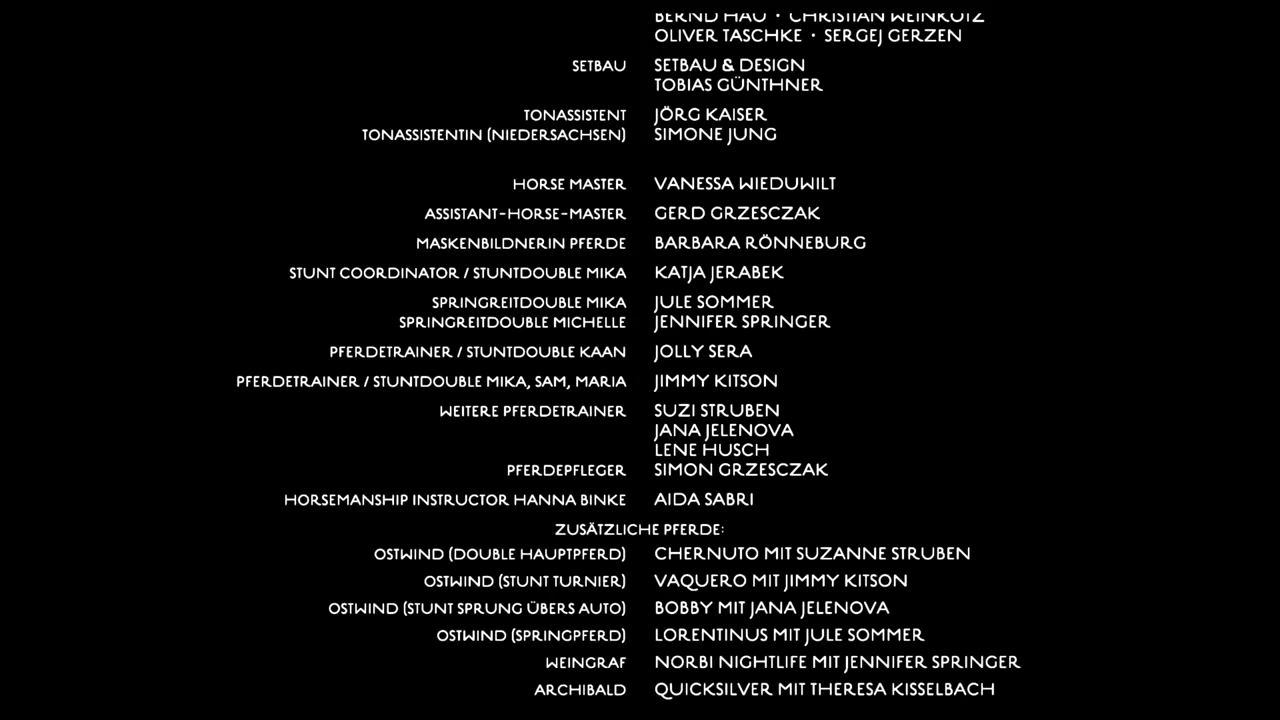 BERND HAU • CHRISTIAN WEINKÖTZ
OLIVER TASCHKE • SERGEJ GERZEN
SETBAU SETBAU & DESIGN
TOBIAS GÜNTHNER
TONASSISTENT JÖRG KAISER
TONASSISTENTIN (NIEDERSACHSEN) SIMONE JUNG
HORSE MASTER VANESSA WIEDUWILT
ASSISTANT-HORSE-MASTER GERD GRZESCZAK
MASKENBILDNERIN PFERDE BARBARA RÖNNEBURG
STUNT COORDINATOR / STUNTDOUBLE MIKA KATJA JERABEK
SPRINGREITDOUBLE MIKA JULE SOMMER
SPRINGREITDOUBLE MICHELLE JENNIFER SPRINGER
PFERDETRAINER / STUNTDOUBLE KAAN JOLLY SERA
PFERDETRAINER / STUNTDOUBLE MIKA, SAM, MARIA JIMMY KITSON
WEITERE PFERDETRAINER SUZI STRUBEN
JANA JELENOVA
LENE HUSCH
PFERDEPFLEGER SIMON GRZESCZAK
HORSEMANSHIP INSTRUCTOR HANNA BINKE AIDA SABRI
ZUSÄTZLICHE PFERDE:
OSTWIND (DOUBLE HAUPTPFERD) CHERNUTO MIT SUZANNE STRUBEN
OSTWIND (STUNT TURNIER) VAQUERO MIT JIMMY KITSON
OSTWIND (STUNT SPRUNG ÜBERS AUTO) BOBBY MIT JANA JELENOVA
OSTWIND (SPRINGPFERD) LORENTINUS MIT JULE SOMMER
WEINGRAF NORBI NIGHTLIFE MIT JENNIFER SPRINGER
ARCHIBALD QUICKSILVER MIT THERESA KISSELBACH